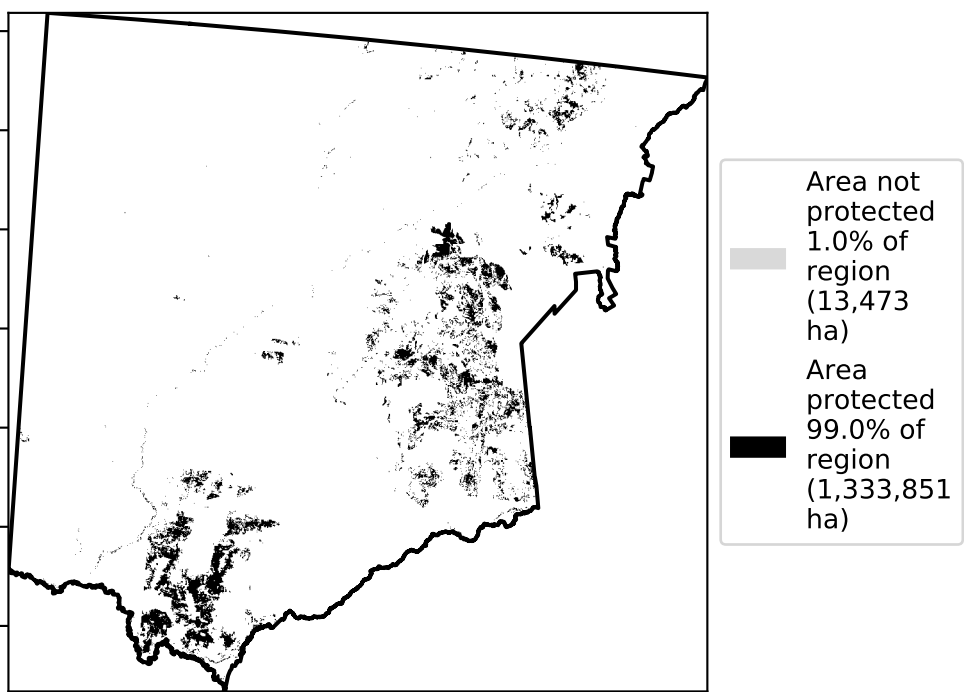 Area not
protected
1.0% of
region
(13,473
ha)
Area
protected
99.0% of
region
(1,333,851
ha)